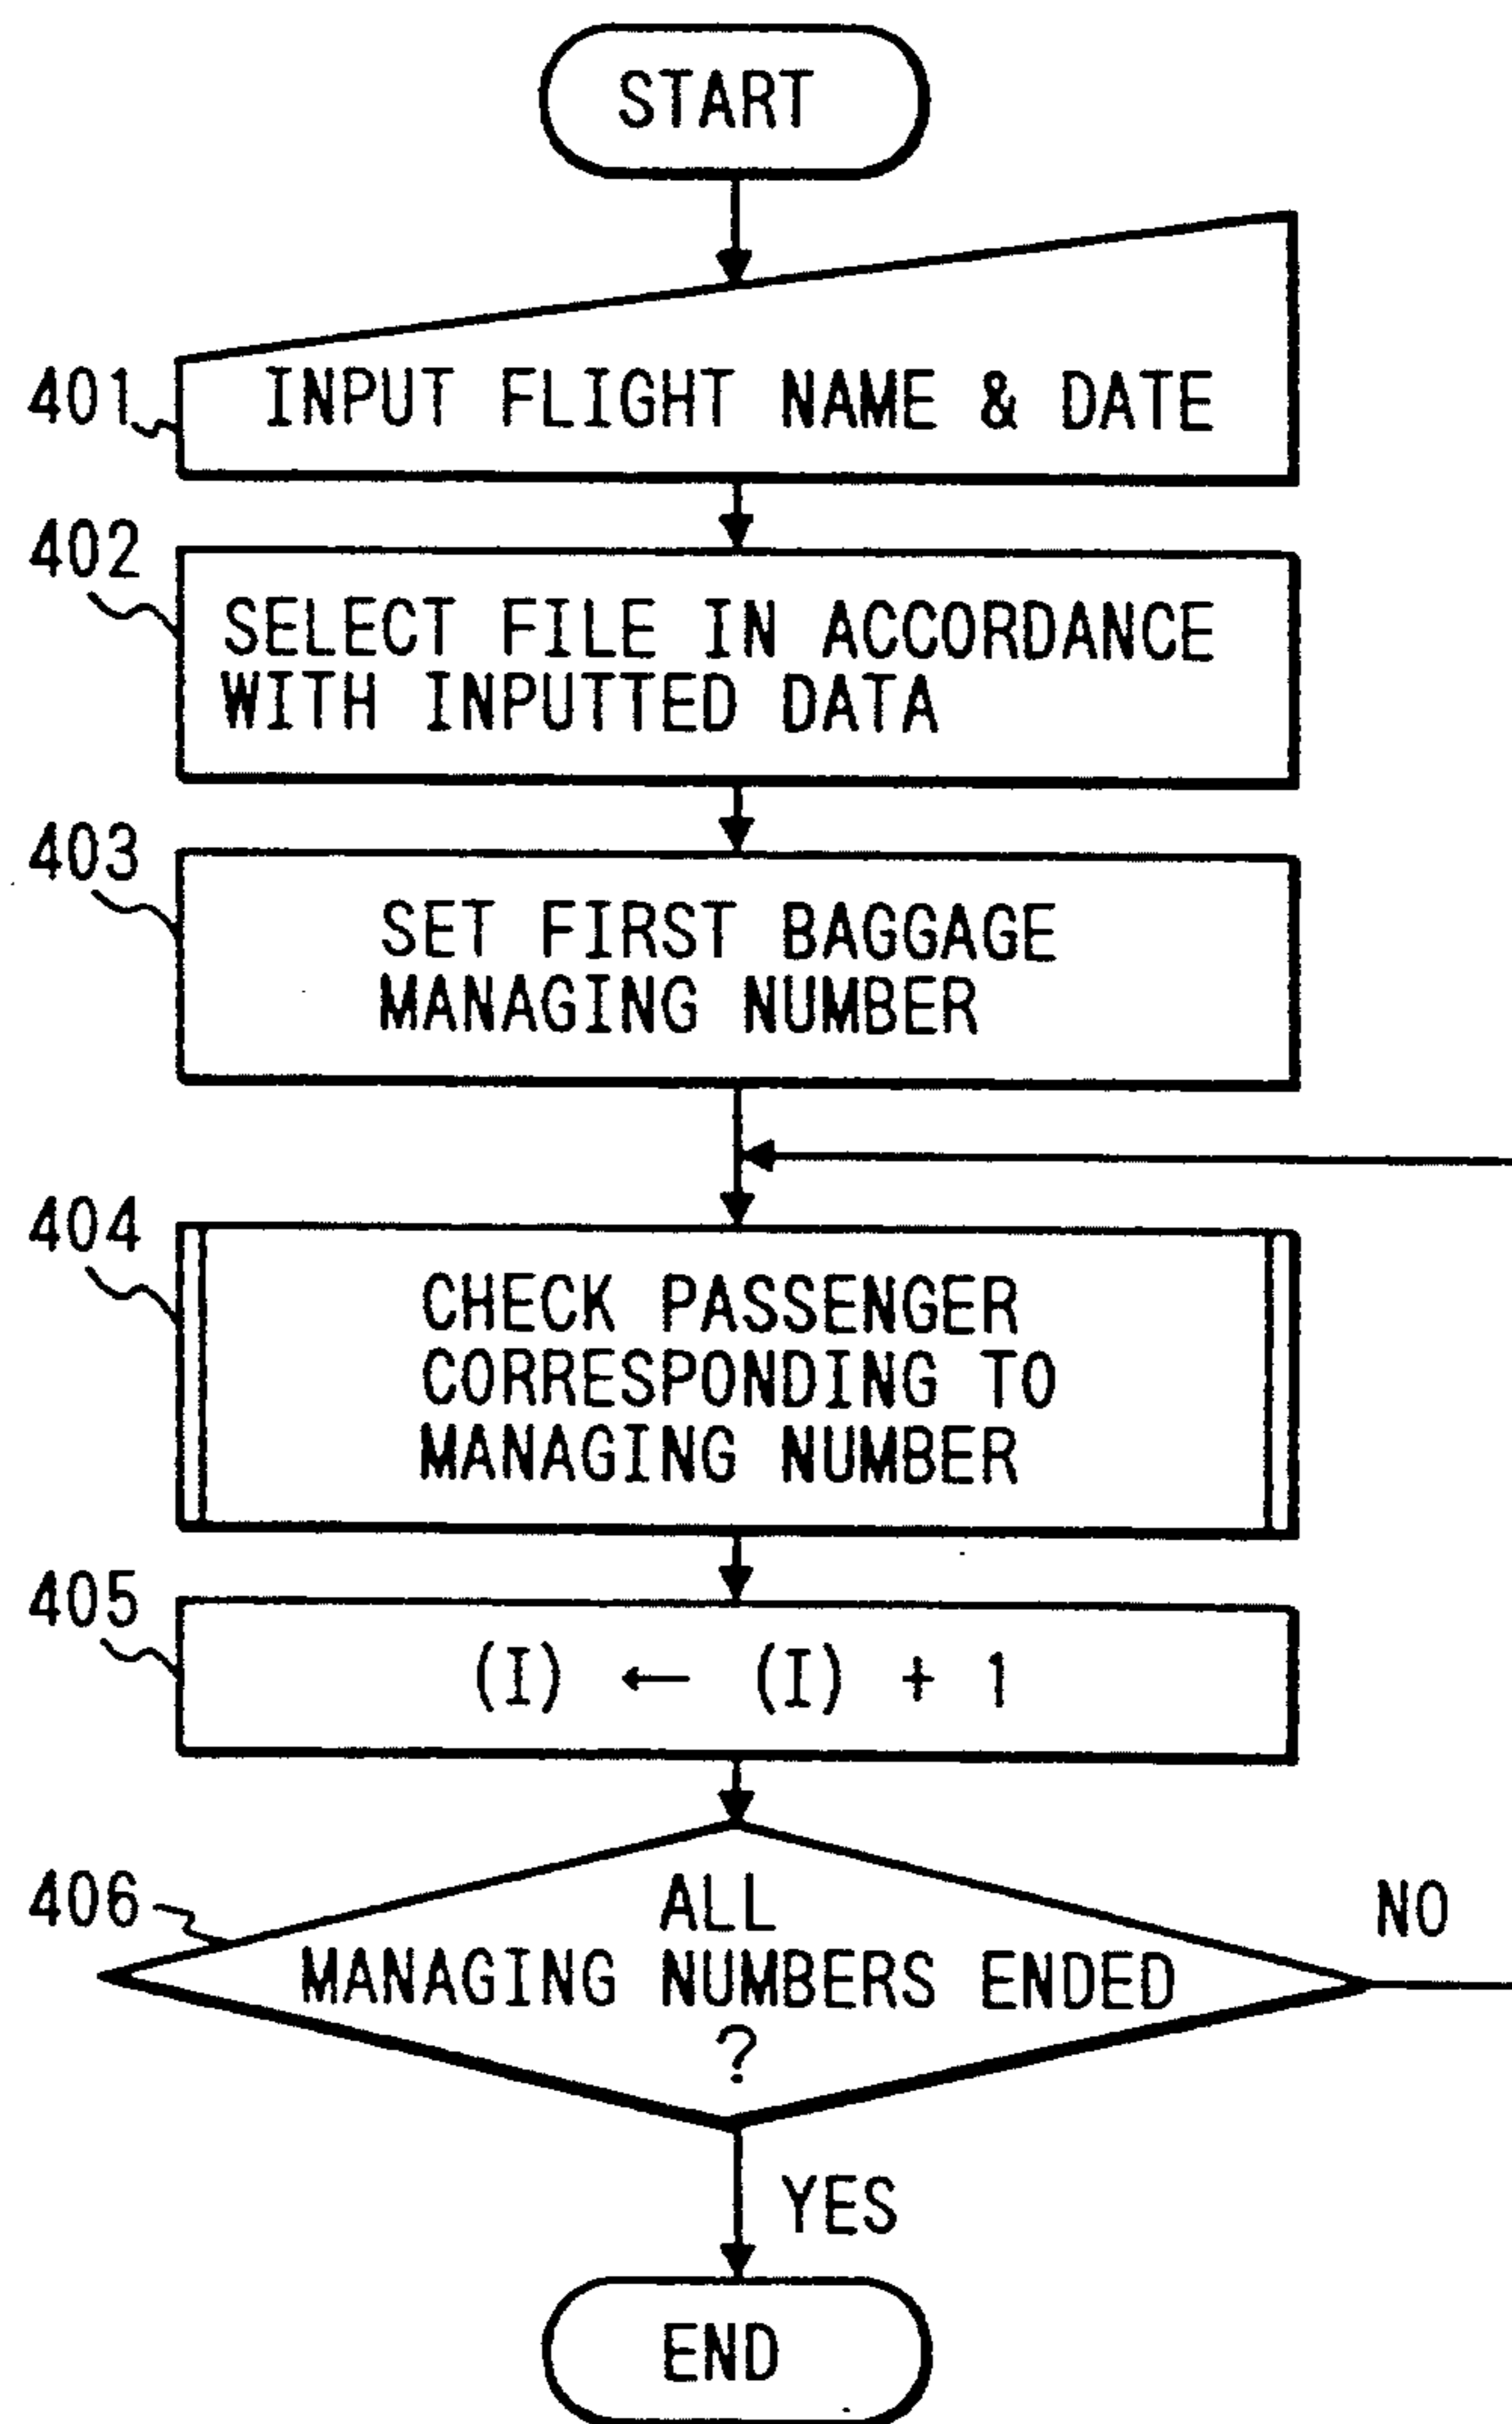 START
401
INPUT FLIGHT NAME & DATE
402
SELECT FILE IN ACCORDANCE
WITH INPUTTED DATA
403
SET FIRST BAGGAGE
MANAGING NUMBER
404
CHECK PASSENGER
CORRESPONDING TO
MANAGING NUMBER
405
(I) ← (I) + 1
406
ALL
MANAGING NUMBERS ENDED
?
NO
YES
END